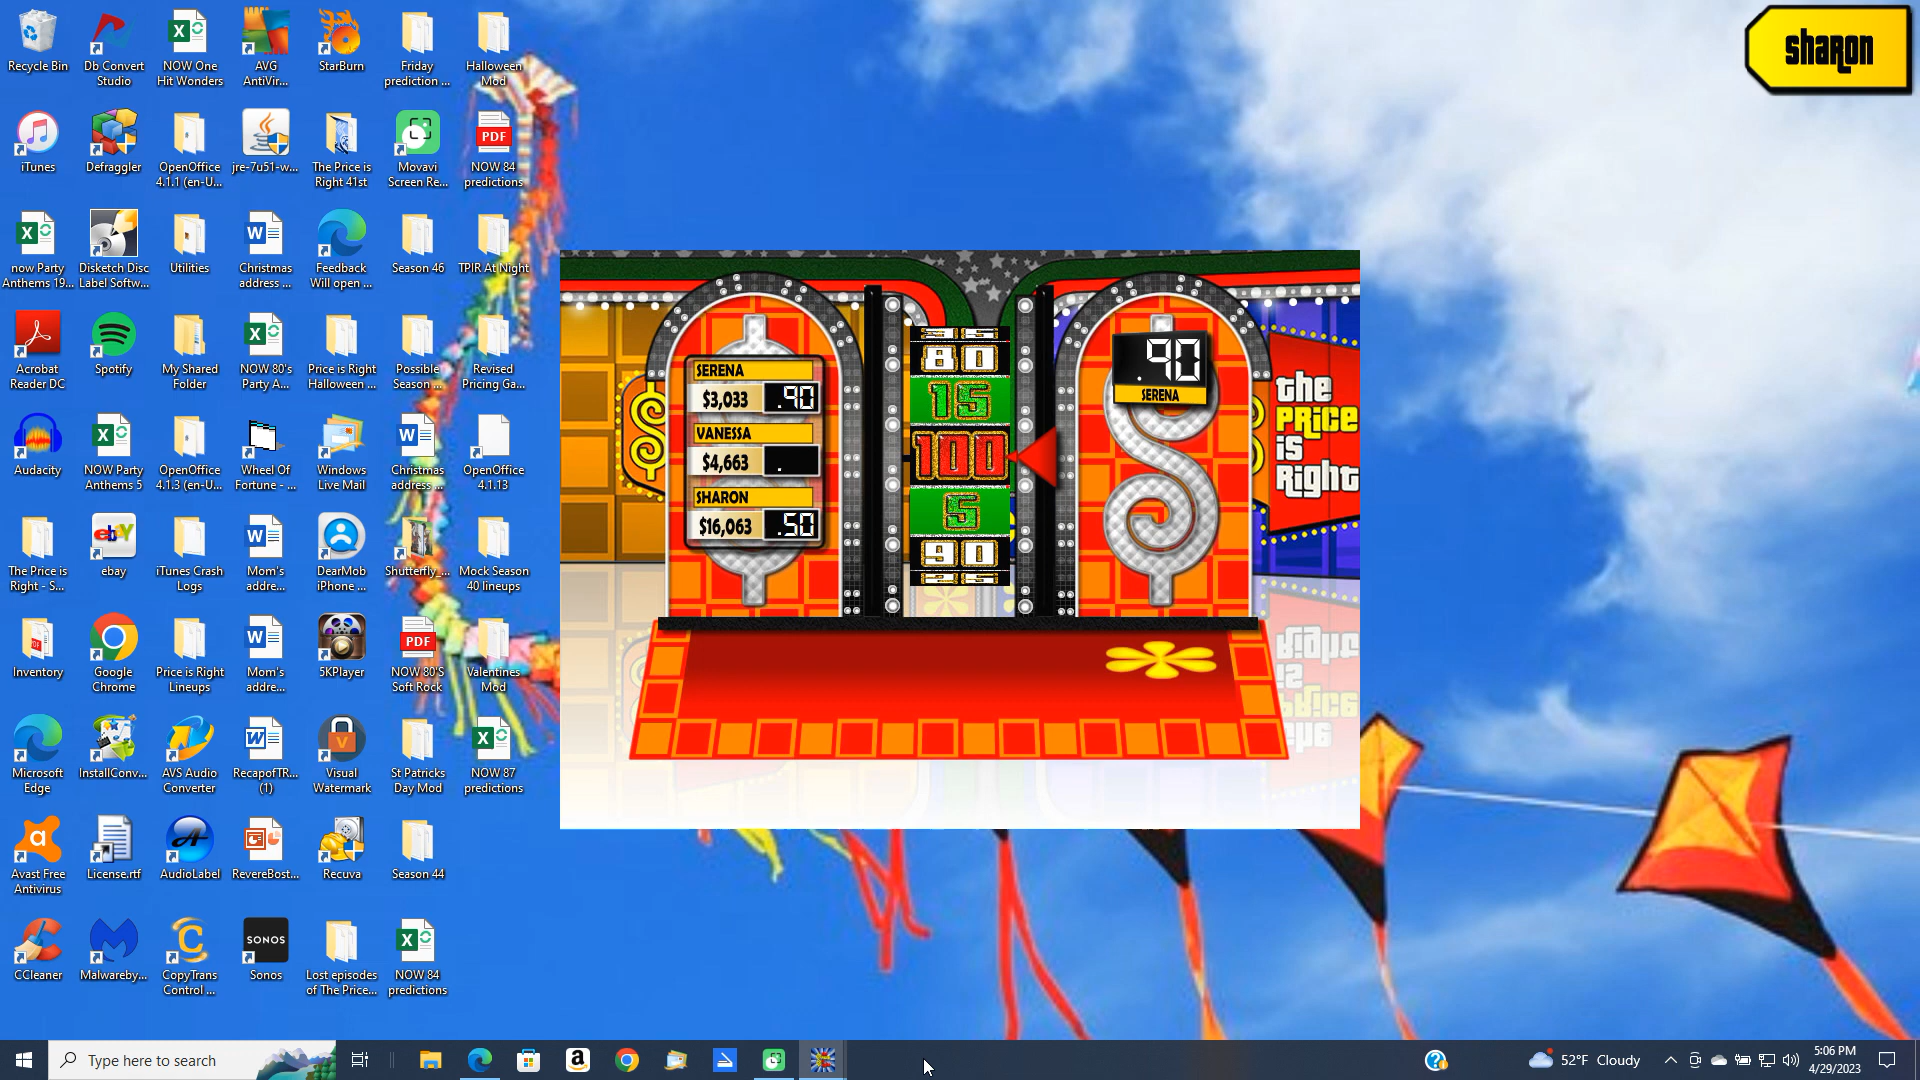 Recycle Bin
Db Convert
Studio
NOW One
Hit Wonders
AVG
AntiVir...
StarBurn
Friday
prediction ...
Halloween
Mod
iTunes
Defraggler
OpenOffice
4.1.1 (en-U...
jre-7u51-w...
The Price is
Right 41st
Movavi
Screen Re...
PDF
NOW 84
predictions
now Party
Anthems 19...
Disketch Disc
Label Softw...
Utilities
Christmas
address ...
Feedback
Will open ...
Season 46
TPIR At Night
Acrobat
Reader DC
Spotify
My Shared
Folder
NOW 80's
Party A...
Price is Right
Halloween ...
Possible
Season ...
Revised
Pricing Ga...
Audacity
NOW Party
Anthems 5
OpenOffice
4.1.3 (en-U...
Wheel Of
Fortune - ...
Windows
Live Mail
Christmas
address ...
OpenOffice
4.1.13
The Price is
Right - S...
ebay
iTunes Crash
Logs
Mom's
addre...
DearMob
iPhone ...
Shutterfly_...
Mock Season
40 lineups
Inventory
Google
Chrome
Price is Right
Lineups
Mom's
addre...
5KPlayer
PDF
NOW 80'S
Soft Rock
Valentines
Mod
Microsoft
Edge
InstallConv...
AVS Audio
Converter
RecapofTR...
(1)
Visual
Watermark
St Patricks
Day Mod
NOW 87
predictions
Avast Free
Antivirus
License.rtf
AudioLabel
RevereBost...
Recuva
Season 44
CCleaner
Malwareby...
CopyTrans
Control ...
SONOS
Sonos
Lost episodes
of The Price...
NOW 84
predictions
sharon
SERENA
$3,033 .90
VANESSA
$4,663 .
SHARON
$16,063 .50
80
15
100
5
90
.90
SERENA
the
PRICE
is
Right
Type here to search
52°F Cloudy
5:06 PM
4/29/2023